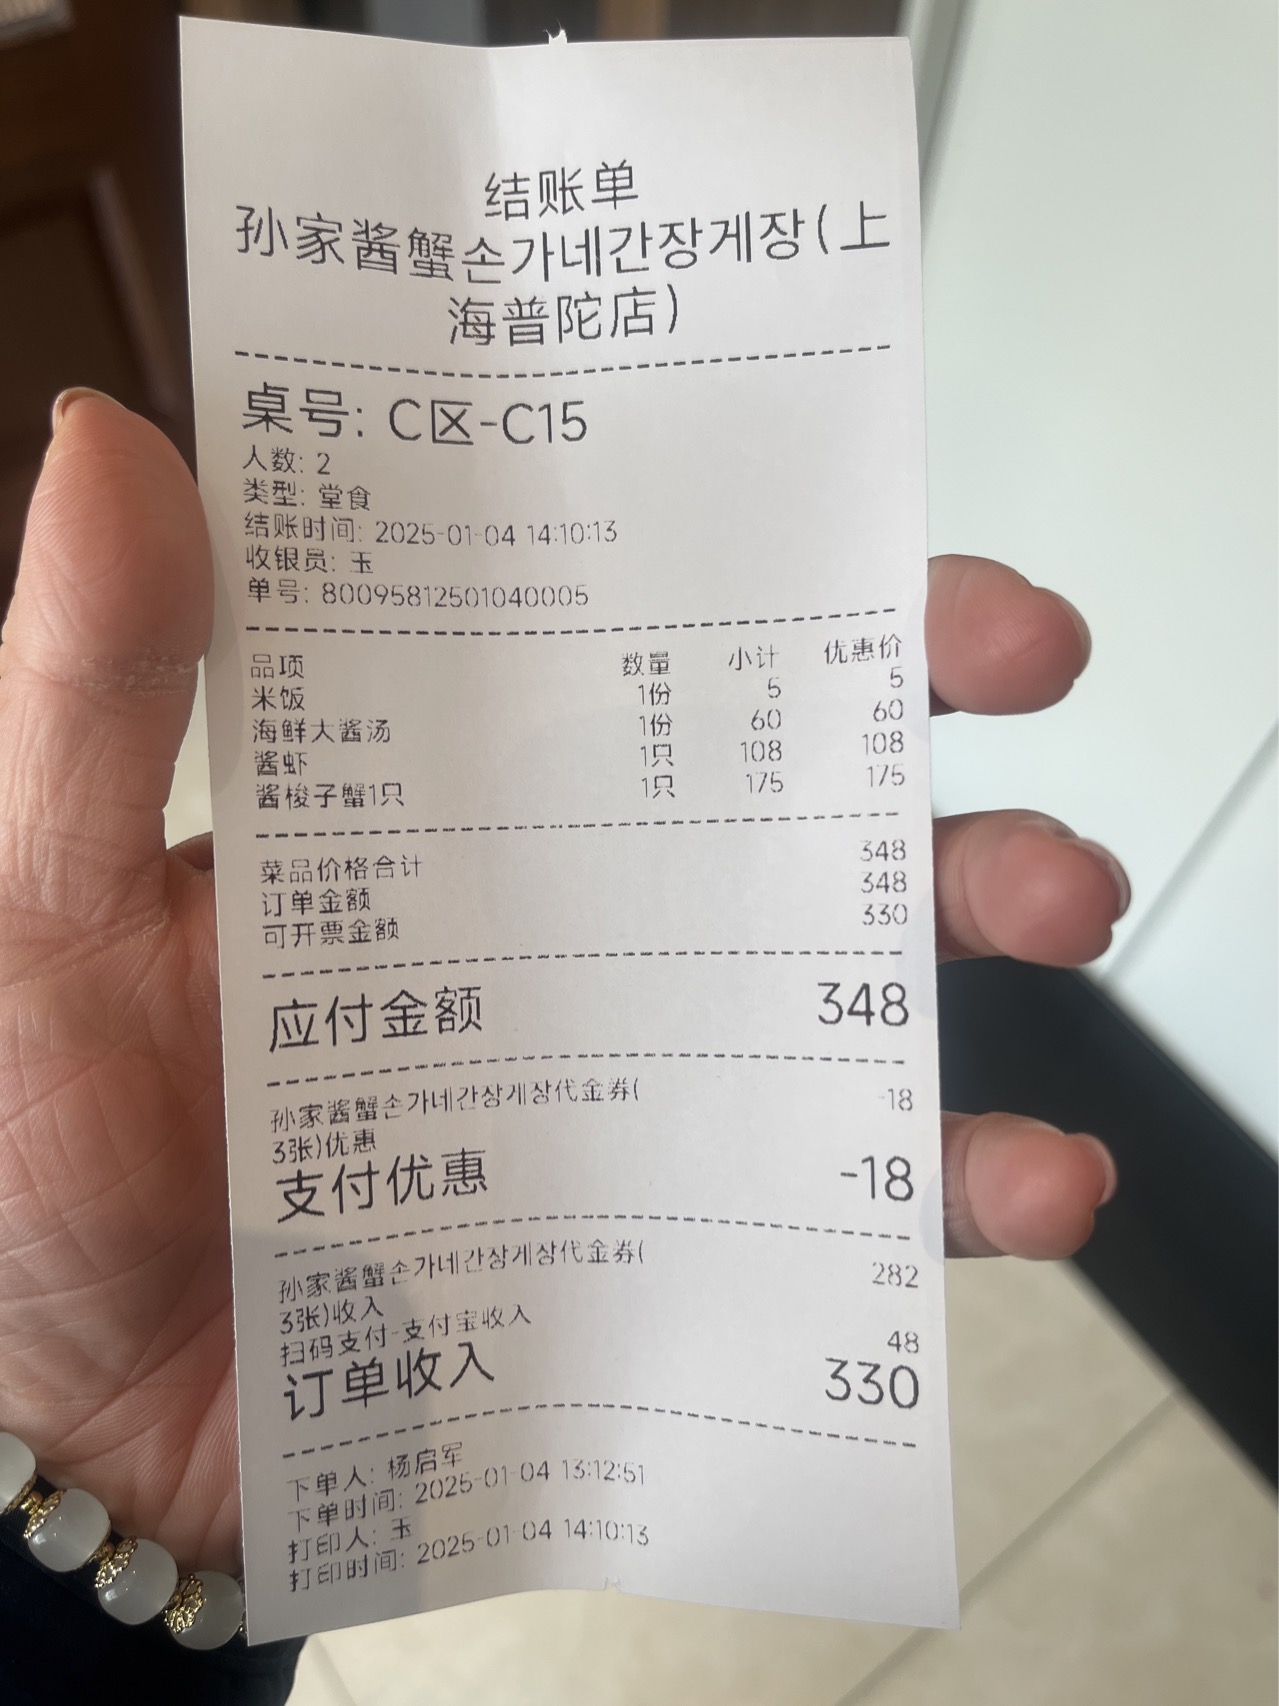 结账单
孙家酱蟹손가네간장게장(上
海普陀店)
桌号: C区-C15
人数: 2
类型: 堂食
结账时间: 2025-01-04 14:10:13
收银员: 玉
单号: 80095812501040005
品项 数量 小计 优惠价
米饭 1份 5 5
海鲜大酱汤 1份 60 60
酱虾 1只 108 108
酱梭子蟹1只 1只 175 175
菜品价格合计 348
订单金额 348
可开票金额 330
应付金额 348
孙家酱蟹손가네간장게장代金券( -18
3张)优惠
支付优惠 -18
孙家酱蟹손가네간장게장代金券( 282
3张)收入
扫码支付-支付宝收入 48
订单收入 330
下单人: 杨启军
下单时间: 2025-01-04 13:12:51
打印人: 玉
打印时间: 2025-01-04 14:10:13